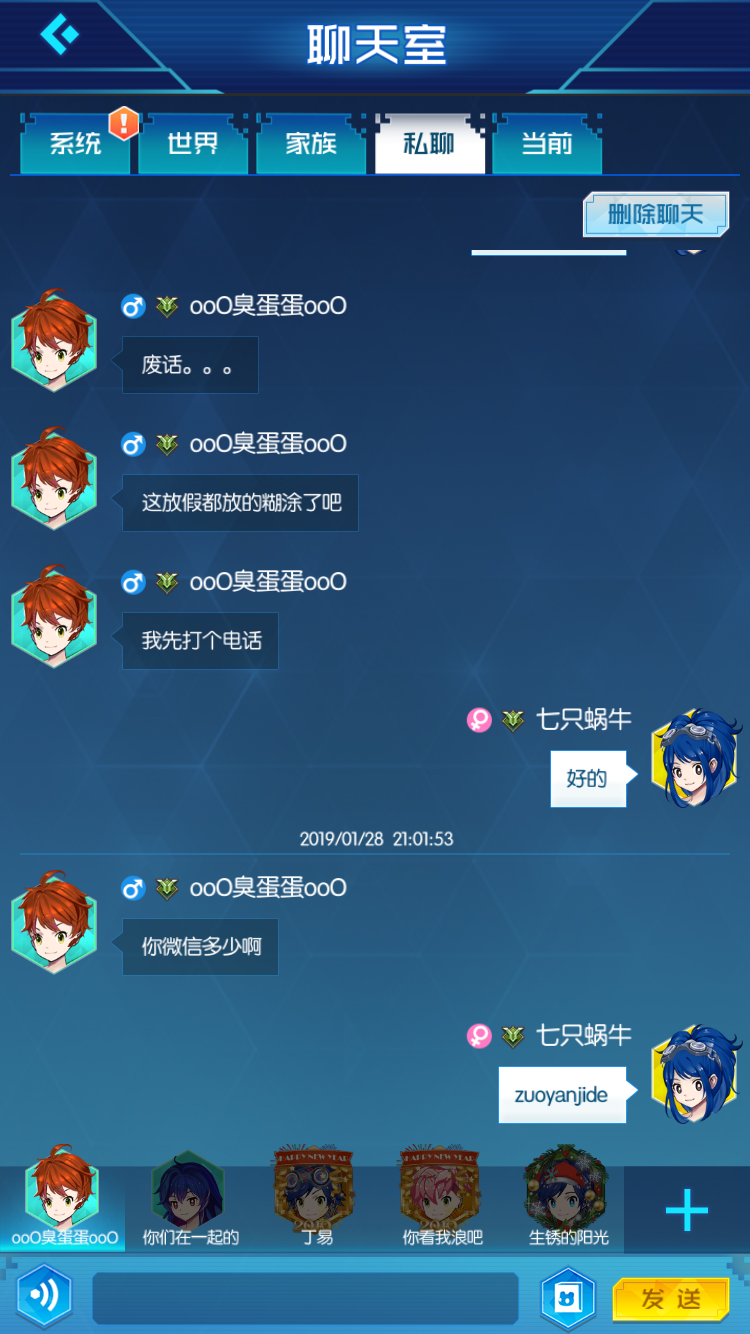 聊天室
系统
世界
家族
私聊
当前
删除聊天
ooO臭蛋蛋ooO
废话。。。
ooO臭蛋蛋ooO
这放假都放的糊涂了吧
ooO臭蛋蛋ooO
我先打个电话
七只蜗牛
好的
2019/01/28 21:01:53
ooO臭蛋蛋ooO
你微信多少啊
七只蜗牛
zuoyanjide
HAPPY NEW YEAR
HAPPY NEW YEAR
ooO臭蛋蛋ooO
你们在一起的
丁易
你看我浪吧
生锈的阳光
发送